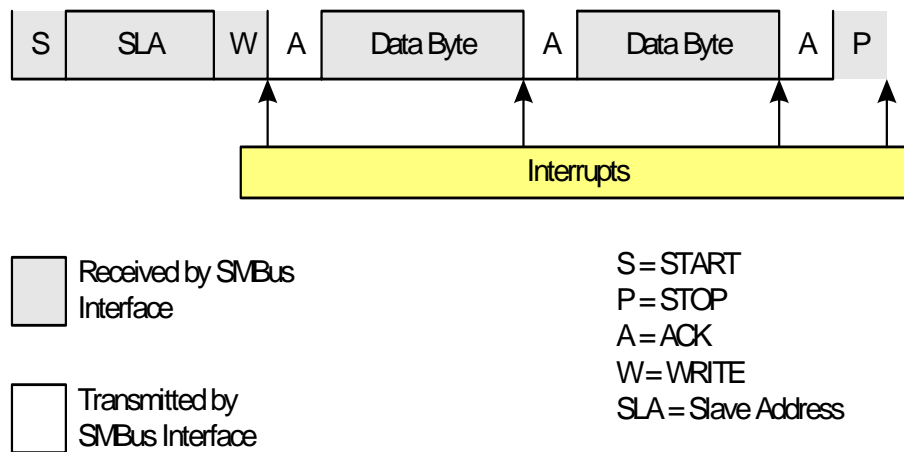 S SLA W A Data Byte A Data Byte A P
Interrupts
Received by SMBus
Interface
Transmitted by
SMBus Interface
S = START
P = STOP
A = ACK
W = WRITE
SLA = Slave Address